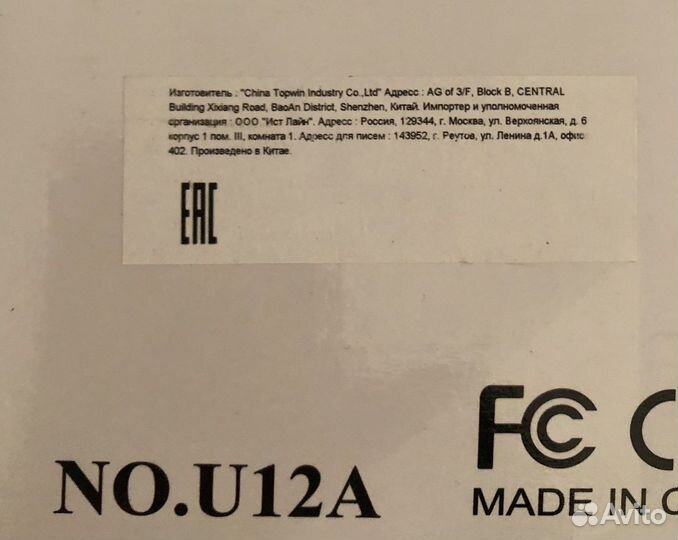 Изготовитель : "China Topwin Industry Co.,Ltd" Адресс : AG of 3/F, Block B, CENTRAL
Building Xixiang Road, BaoAn District, Shenzhen, Китай. Импортер и уполномоченная
организация : ООО "Ист Лайн". Адресс : Россия, 129344, г. Москва, ул. Верхоянская, д. 6
корпус 1 пом. III, комната 1. Адресс для писем : 143952, г. Реутов, ул. Ленина д.1А, офис
402. Произведено в Китае.
EAC
FC C
NO.U12A
MADE IN C
Avito